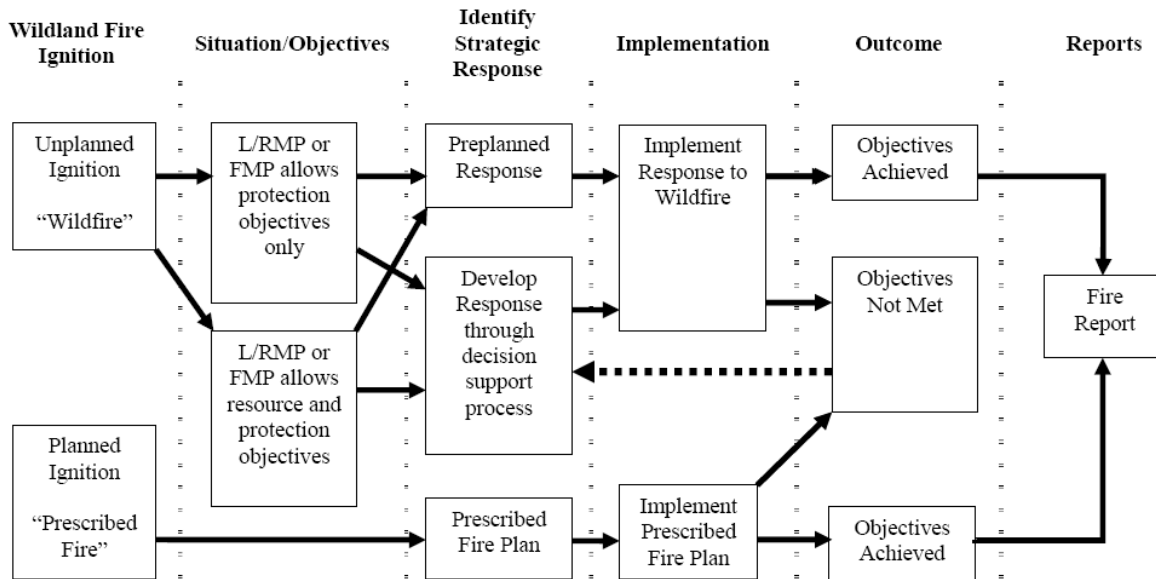 Wildland Fire
Ignition
Situation/Objectives
Identify
Strategic
Response
Implementation
Outcome
Reports
Unplanned
Ignition
“Wildfire”
L/RMP or
FMP allows
protection
objectives
only
Preplanned
Response
Implement
Response to
Wildfire
Objectives
Achieved
Develop
Response
through
decision
support
process
Objectives
Not Met
Fire
Report
L/RMP or
FMP allows
resource and
protection
objectives
Planned
Ignition
“Prescribed
Fire”
Prescribed
Fire Plan
Implement
Prescribed
Fire Plan
Objectives
Achieved